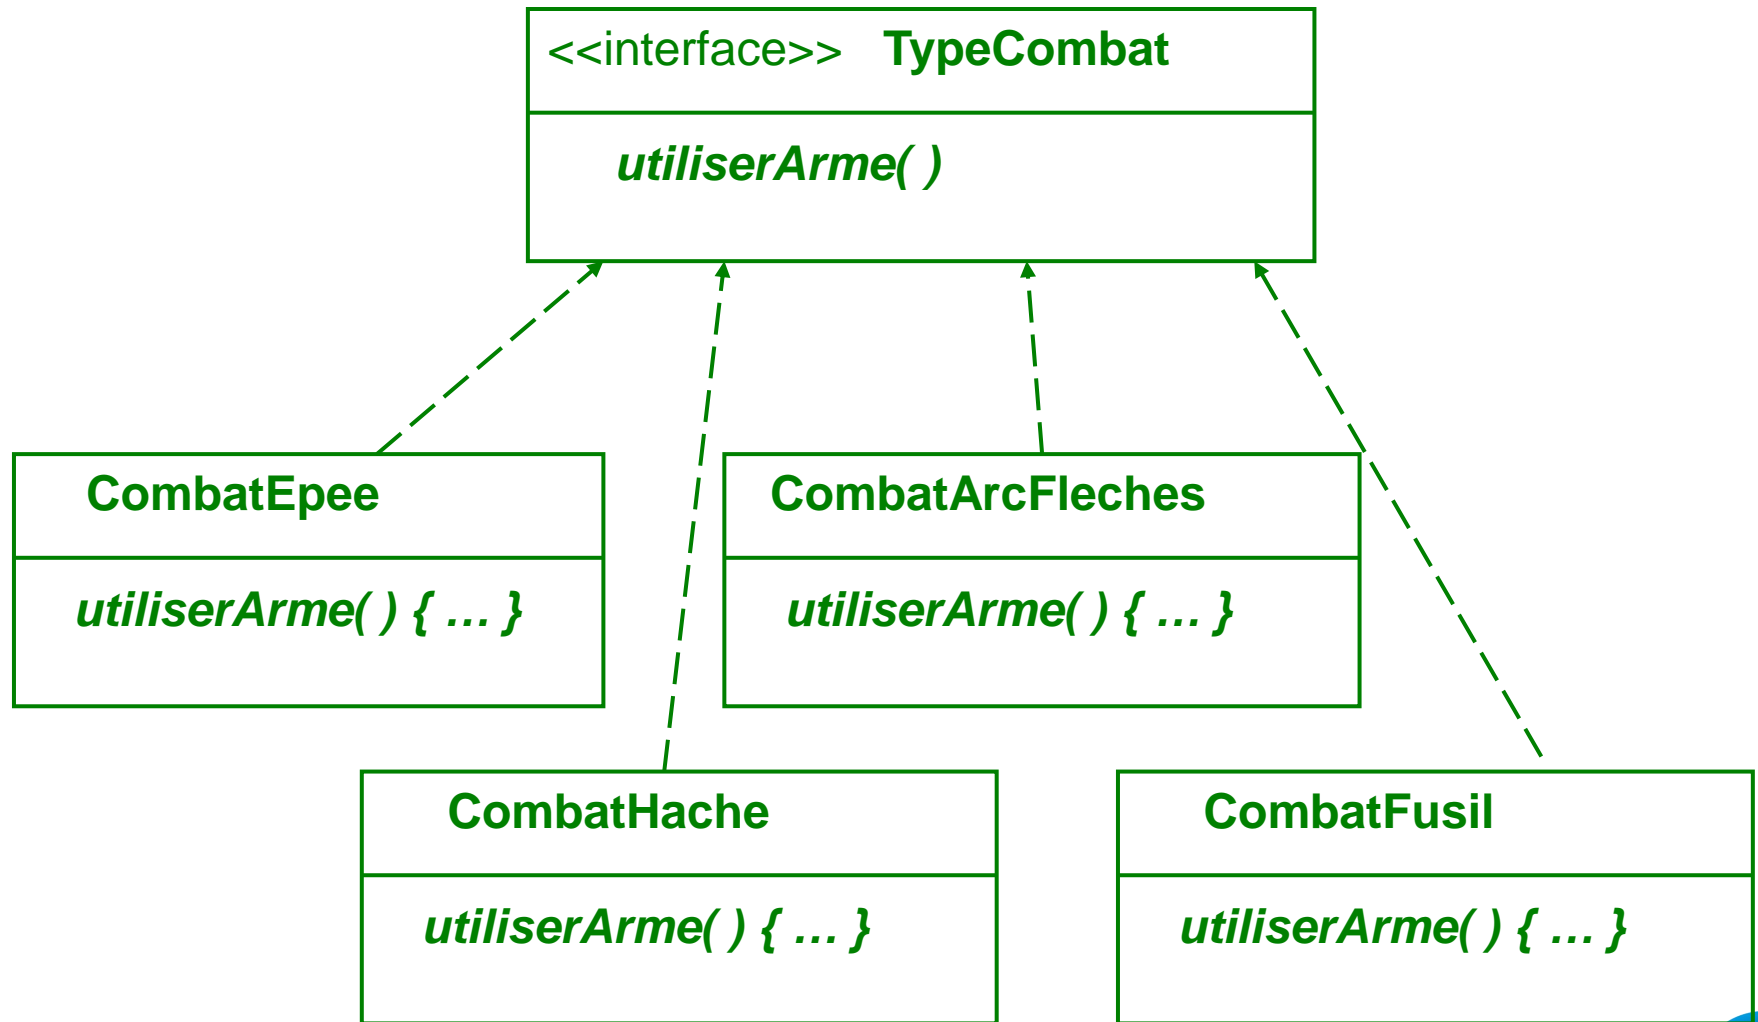 <<interface>> TypeCombat
utiliserArme( )
CombatEpee
utiliserArme( ) { ... }
CombatArcFleches
utiliserArme( ) { ... }
CombatHache
utiliserArme( ) { ... }
CombatFusil
utiliserArme( ) { ... }